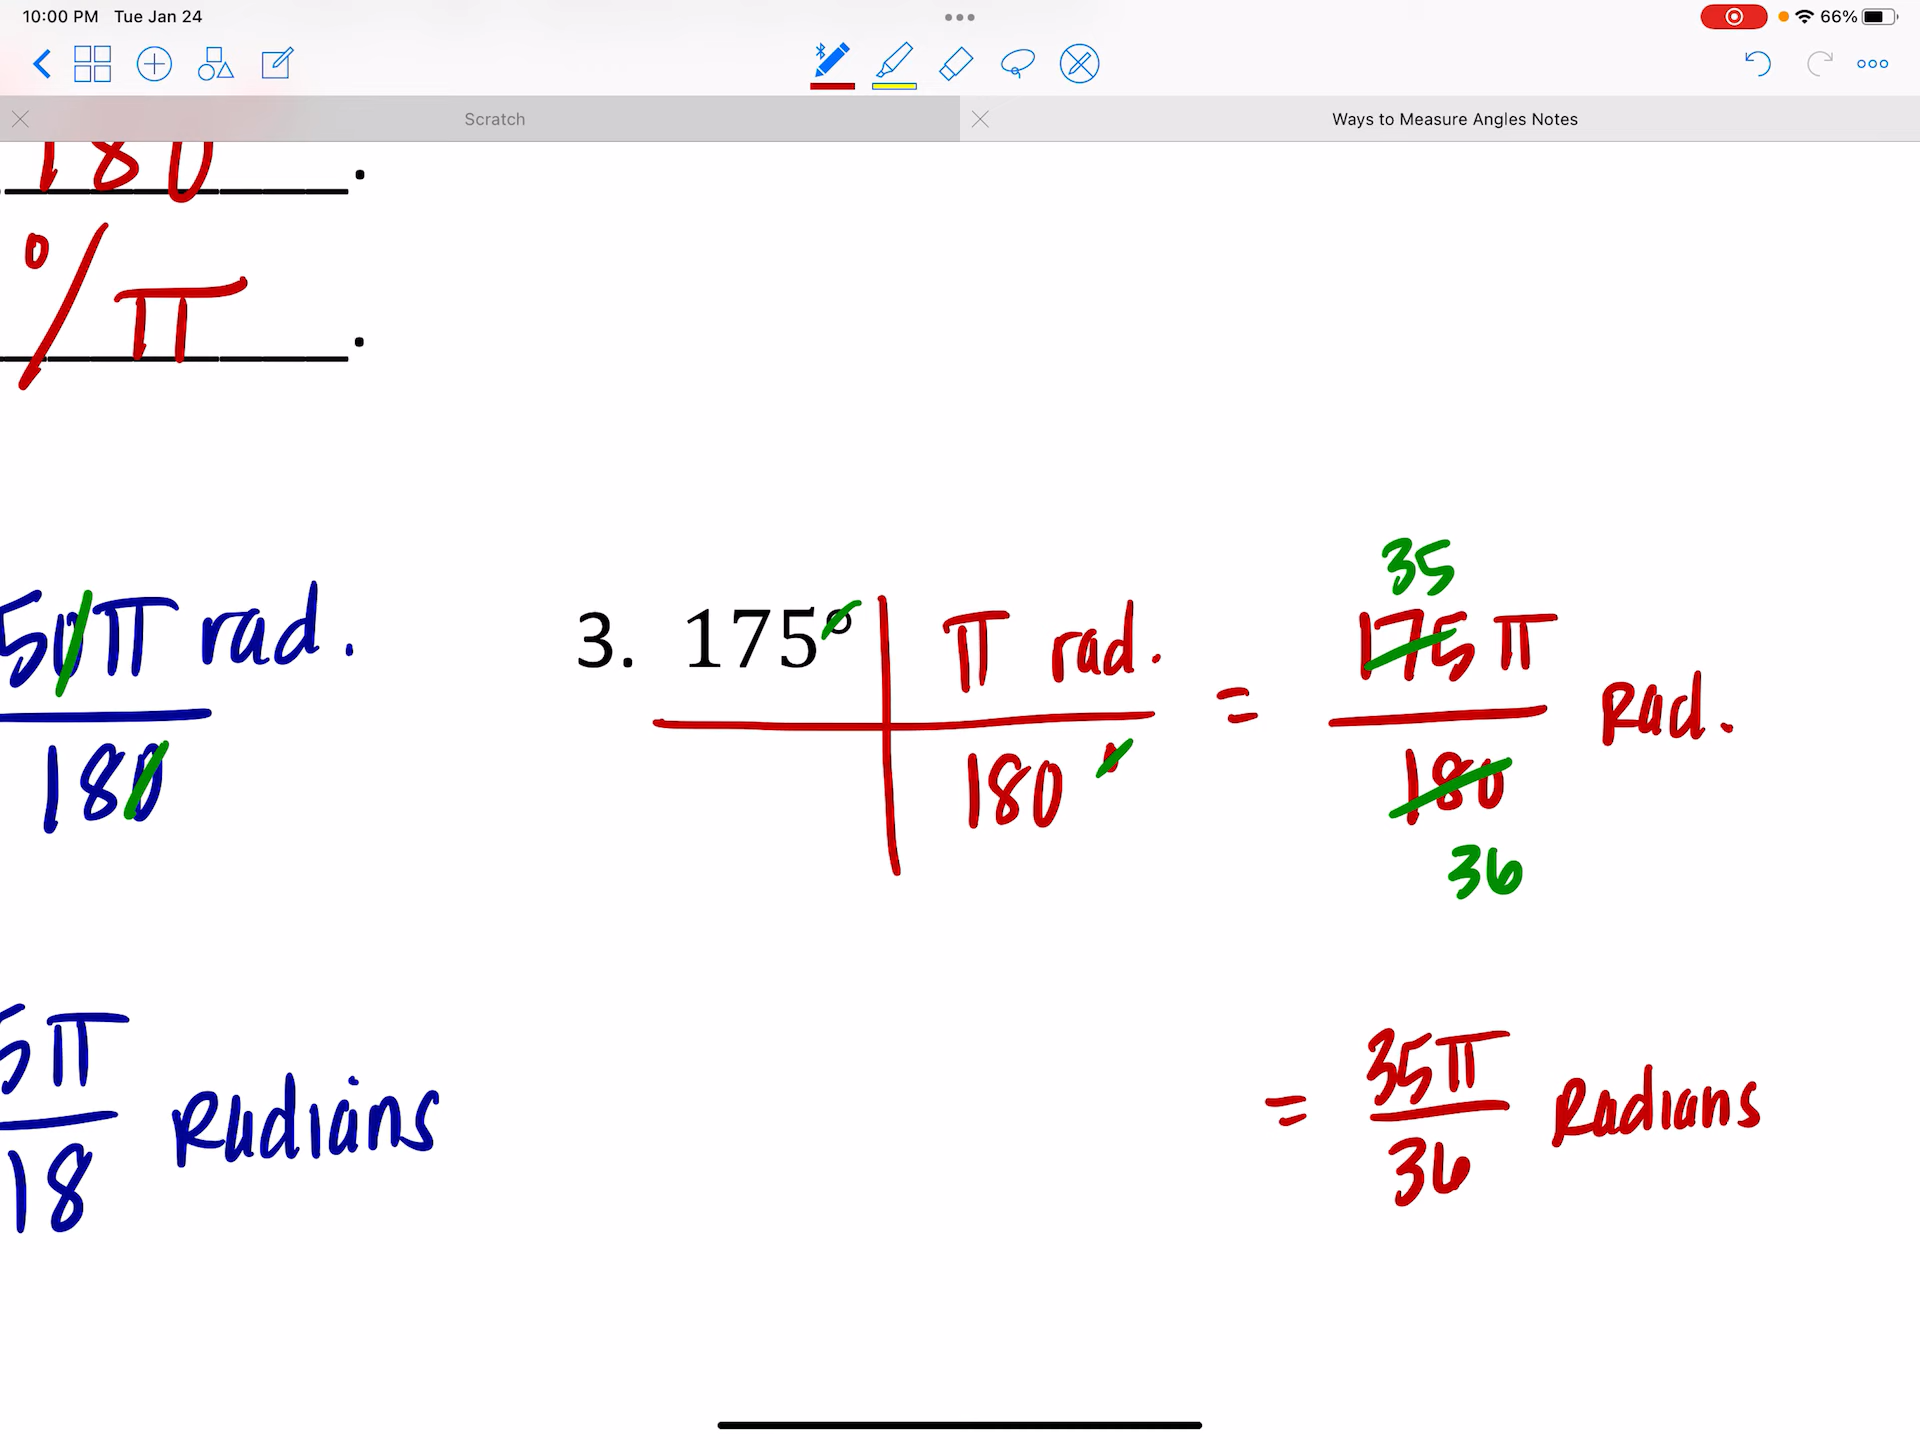 10:00 PM Tue Jan 24
66%
Scratch
Ways to Measure Angles Notes
180.
°/π.
50π rad.
180
5π
18
Radians
3. 175° π rad.
180°
=
35
175π
180
36
Rad.
=
35π
36
Radians